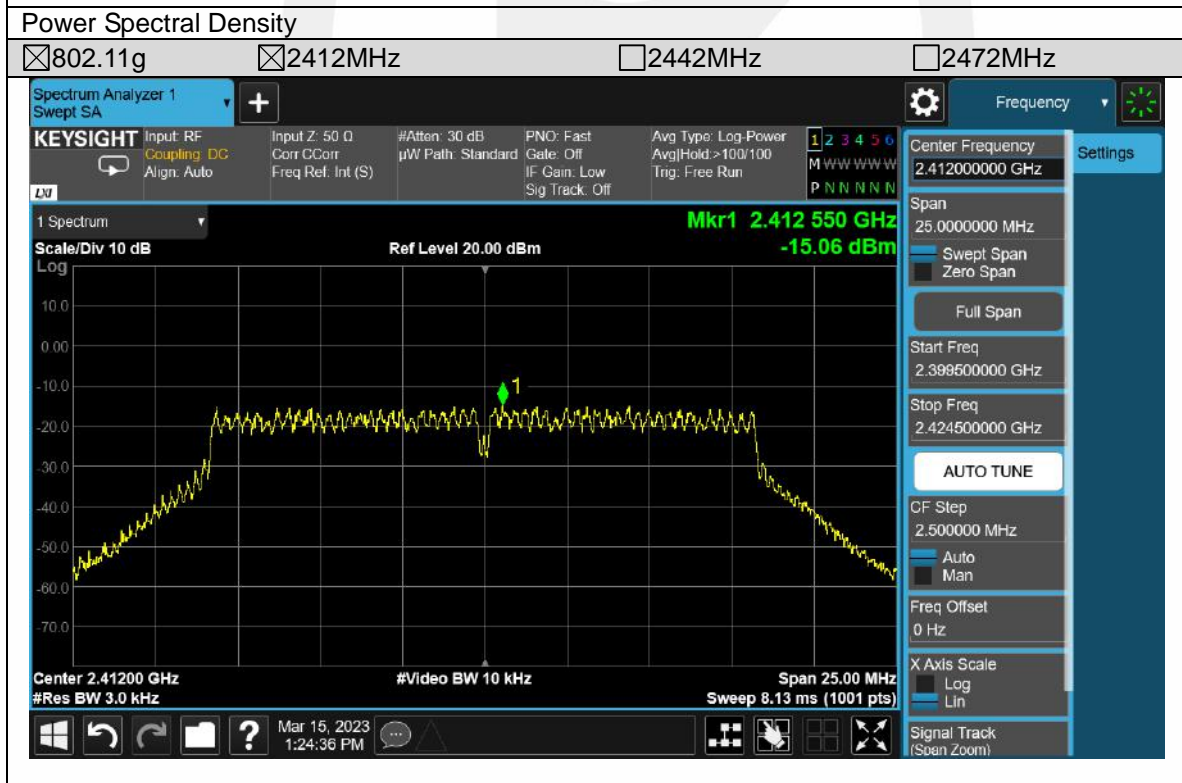 Power Spectral Density
☒802.11g ☒2412MHz ☐2442MHz ☐2472MHz
Spectrum Analyzer 1
Swept SA
+
Frequency
KEYSIGHT
LXI
Input: RF
Coupling: DC
Align: Auto
Input Z: 50 Ω
Corr CCorr
Freq Ref: Int (S)
#Atten: 30 dB
µW Path: Standard
PNO: Fast
Gate: Off
IF Gain: Low
Sig Track: Off
Avg Type: Log-Power
Avg|Hold:>100/100
Trig: Free Run
1 2 3 4 5 6
M W W W W W
P N N N N N
1 Spectrum
Scale/Div 10 dB
Log
Ref Level 20.00 dBm
Mkr1 2.412 550 GHz
-15.06 dBm
10.0
0.00
-10.0
-20.0
-30.0
-40.0
-50.0
-60.0
-70.0
1
Center 2.41200 GHz
#Res BW 3.0 kHz
#Video BW 10 kHz
Span 25.00 MHz
Sweep 8.13 ms (1001 pts)
Mar 15, 2023
1:24:36 PM
?
Center Frequency
2.412000000 GHz
Settings
Span
25.0000000 MHz
Swept Span
Zero Span
Full Span
Start Freq
2.399500000 GHz
Stop Freq
2.424500000 GHz
AUTO TUNE
CF Step
2.500000 MHz
Auto
Man
Freq Offset
0 Hz
X Axis Scale
Log
Lin
Signal Track
(Span Zoom)